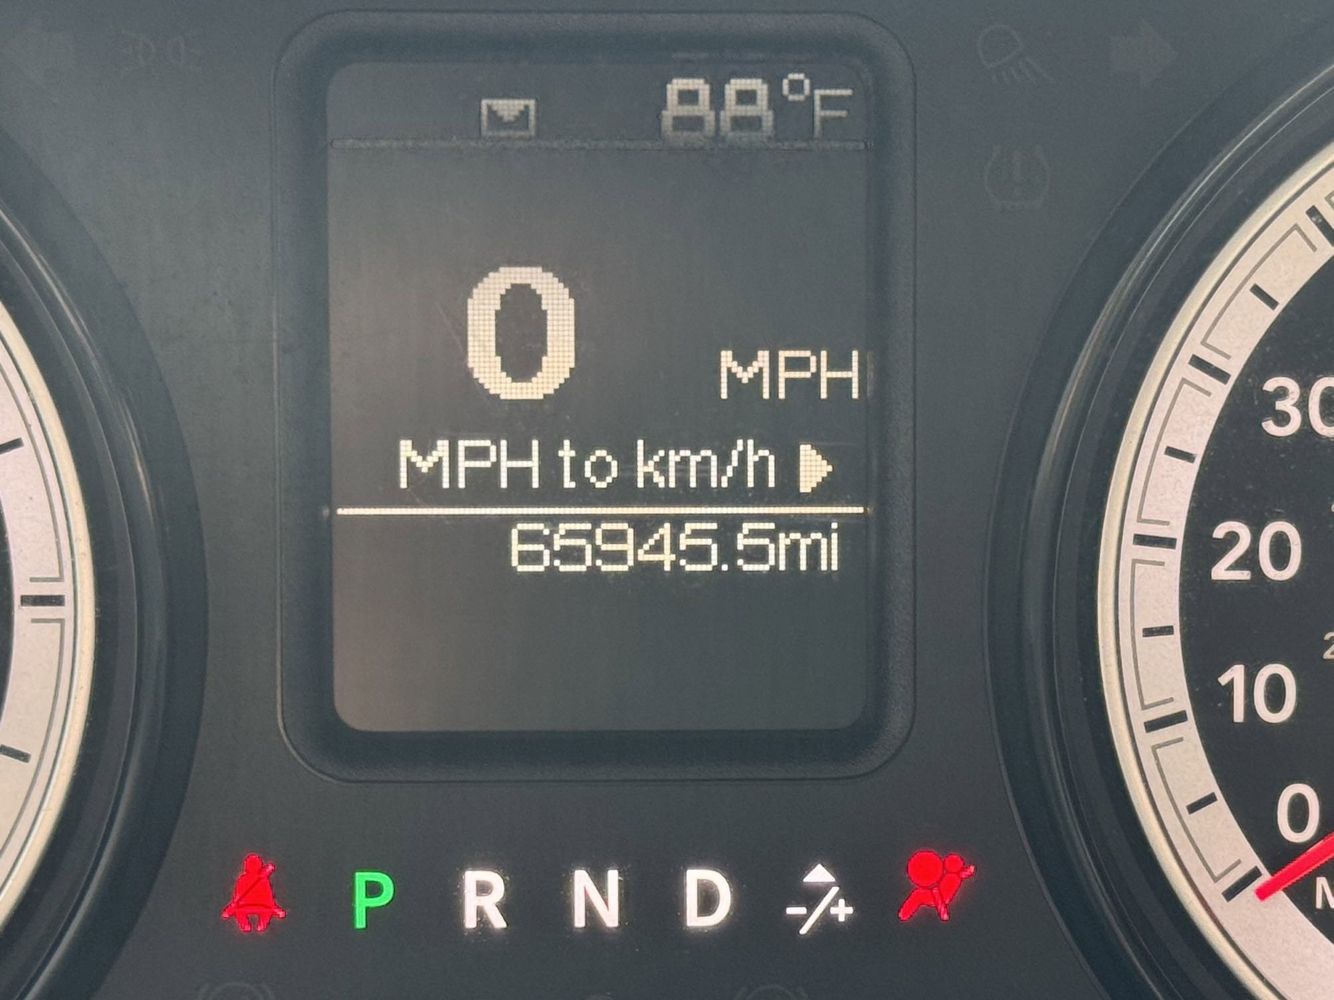 88°F
0 MPH
MPH to km/h
65945.5mi
30
20
10
0
P R N D -/+